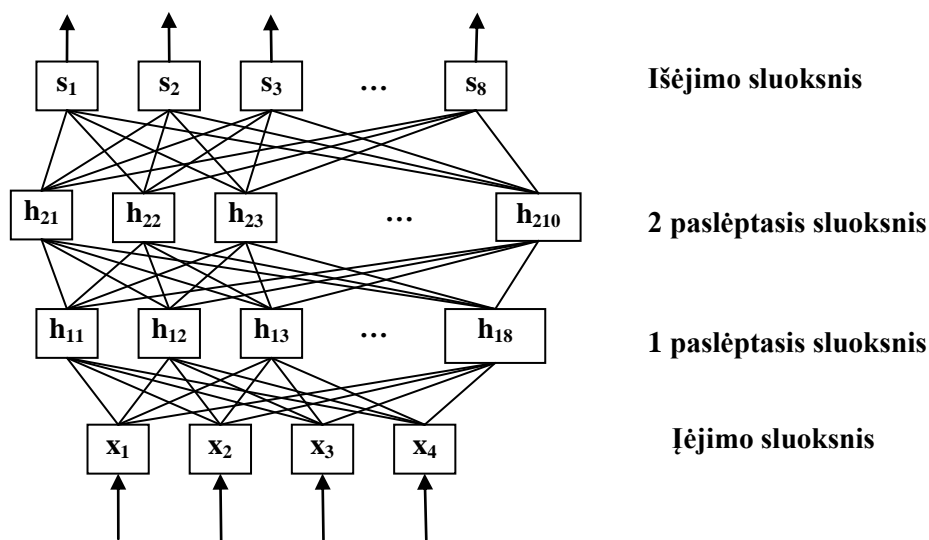 s₁ s₂ s₃ ... s₈ Išėjimo sluoksnis
h₂₁ h₂₂ h₂₃ ... h₂₁₀ 2 paslėptasis sluoksnis
h₁₁ h₁₂ h₁₃ ... h₁₈ 1 paslėptasis sluoksnis
x₁ x₂ x₃ x₄ Įėjimo sluoksnis